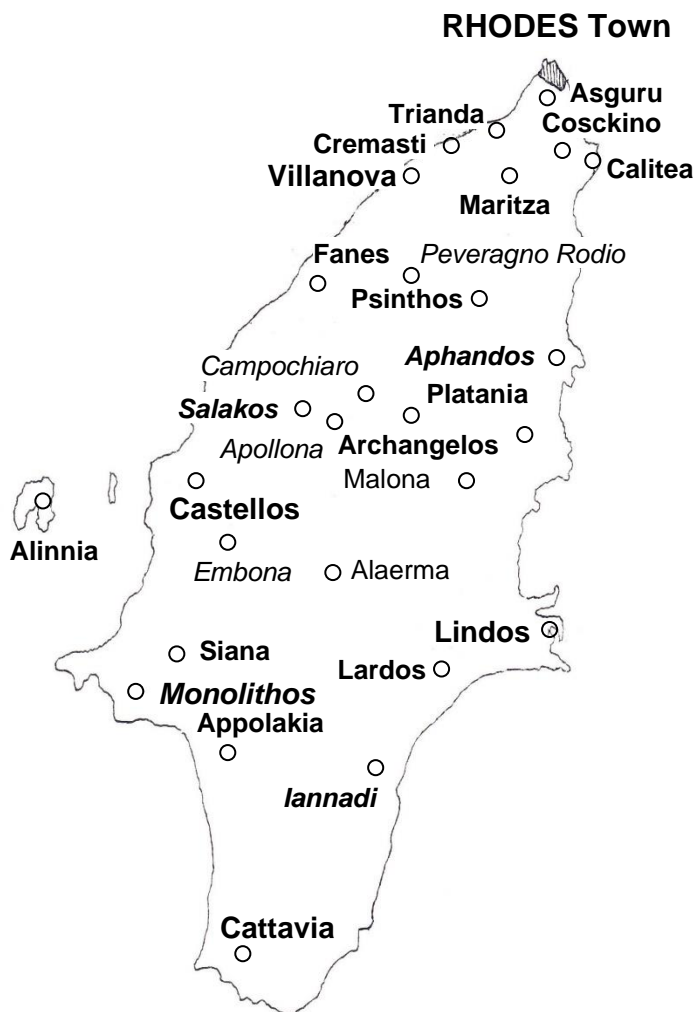 RHODES Town
Asguru
Trianda
Cosckino
Cremasti
Calitea
Villanova
Maritza
Fanes
Peveragno Rodio
Psinthos
Aphandos
Campochiaro
Platania
Salakos
Archangelos
Apollona
Malona
Castellos
Alinnia
Embona
Alaerma
Lindos
Siana
Lardos
Monolithos
Appolakia
Iannadi
Cattavia